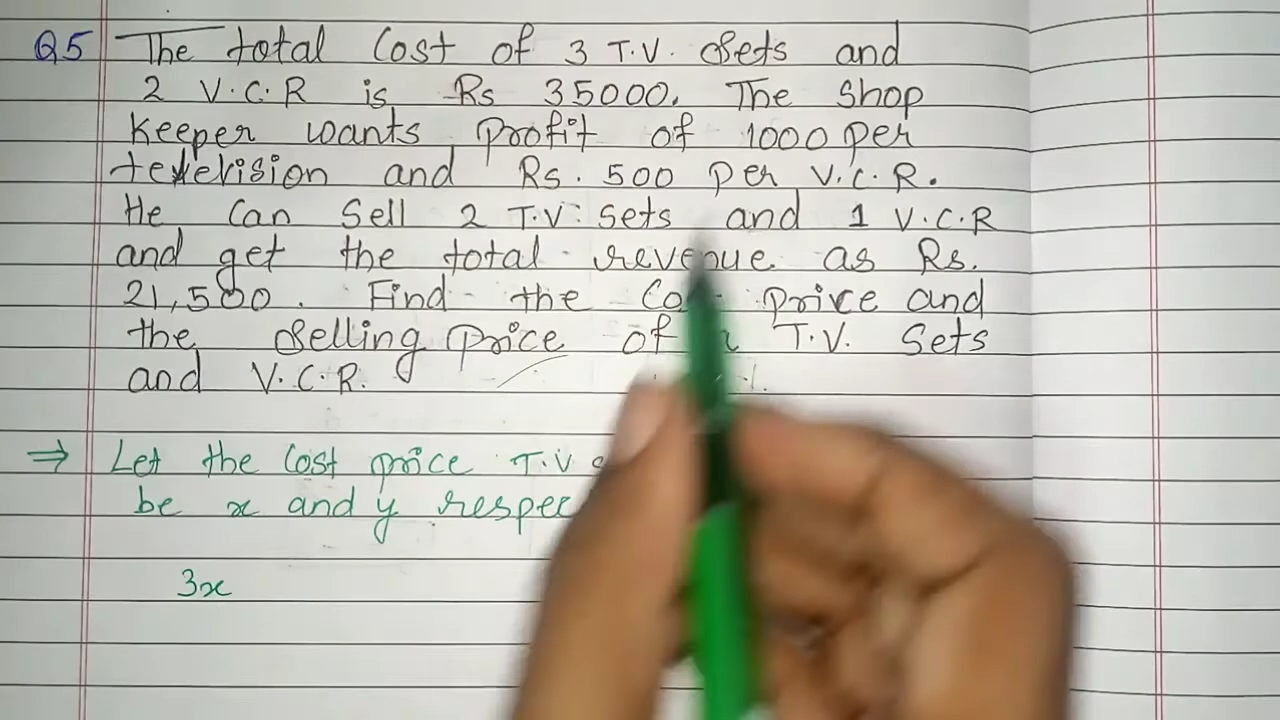 Q5 The total Cost of 3 T.V. Sets and
2 V.C.R is Rs 35000. The Shop
Keeper wants Profit of 1000 Per
television and Rs. 500 Per V.C.R.
He Can Sell 2 T.V. Sets and 1 V.C.R
and get the total revenue as Rs.
21,500. Find the Price and
the Selling Price of T.V. Sets
and V.C.R.
⇒ Let the Cost price T.V
be x and y
3x